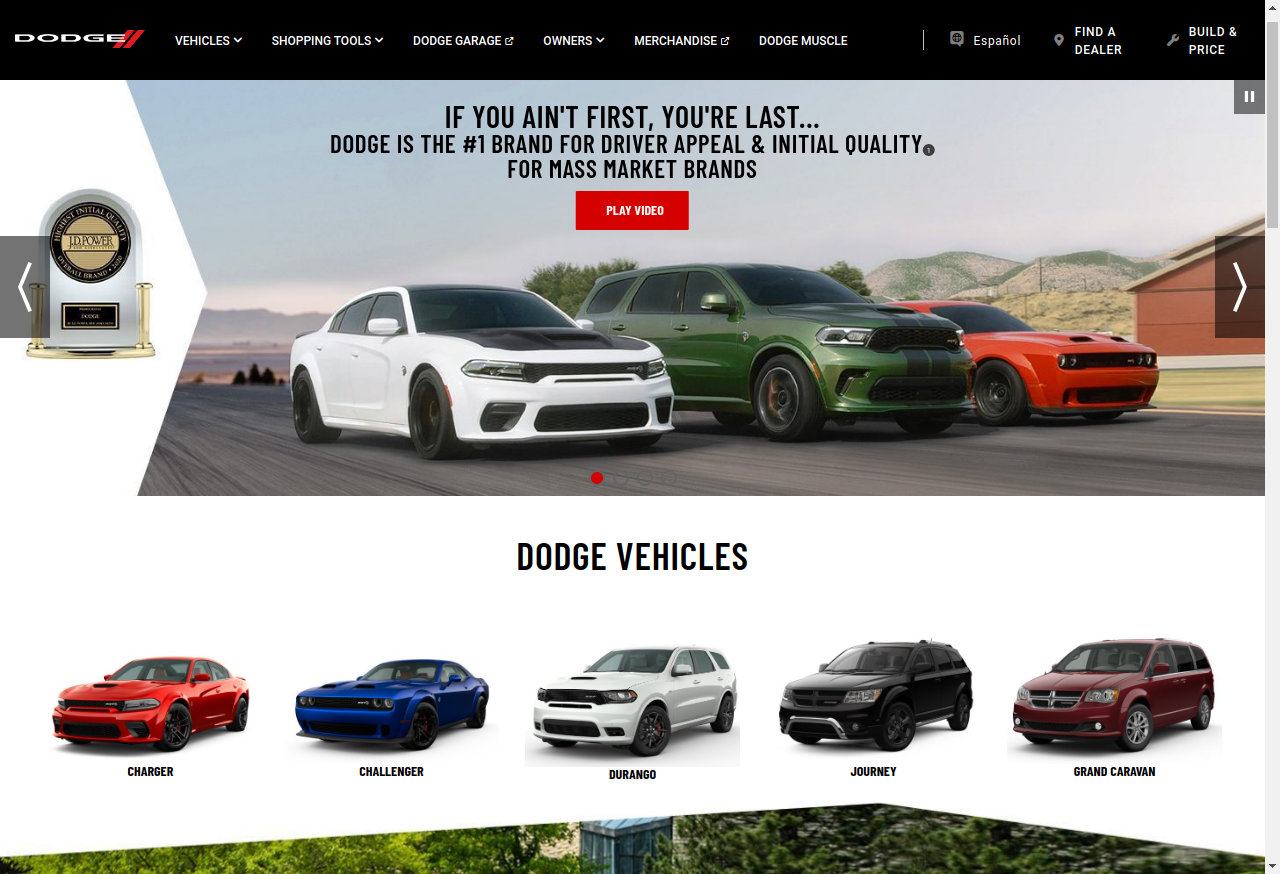 DODGE
VEHICLES
SHOPPING TOOLS
DODGE GARAGE
OWNERS
MERCHANDISE
DODGE MUSCLE
Español
FIND A
DEALER
BUILD &
PRICE
IF YOU AIN'T FIRST, YOU'RE LAST...
DODGE IS THE #1 BRAND FOR DRIVER APPEAL & INITIAL QUALITY 1
FOR MASS MARKET BRANDS
PLAY VIDEO
HIGHEST INITIAL QUALITY
J.D. POWER
OVERALL BRAND • 2020
DODGE
DODGE VEHICLES
CHARGER
CHALLENGER
DURANGO
JOURNEY
GRAND CARAVAN